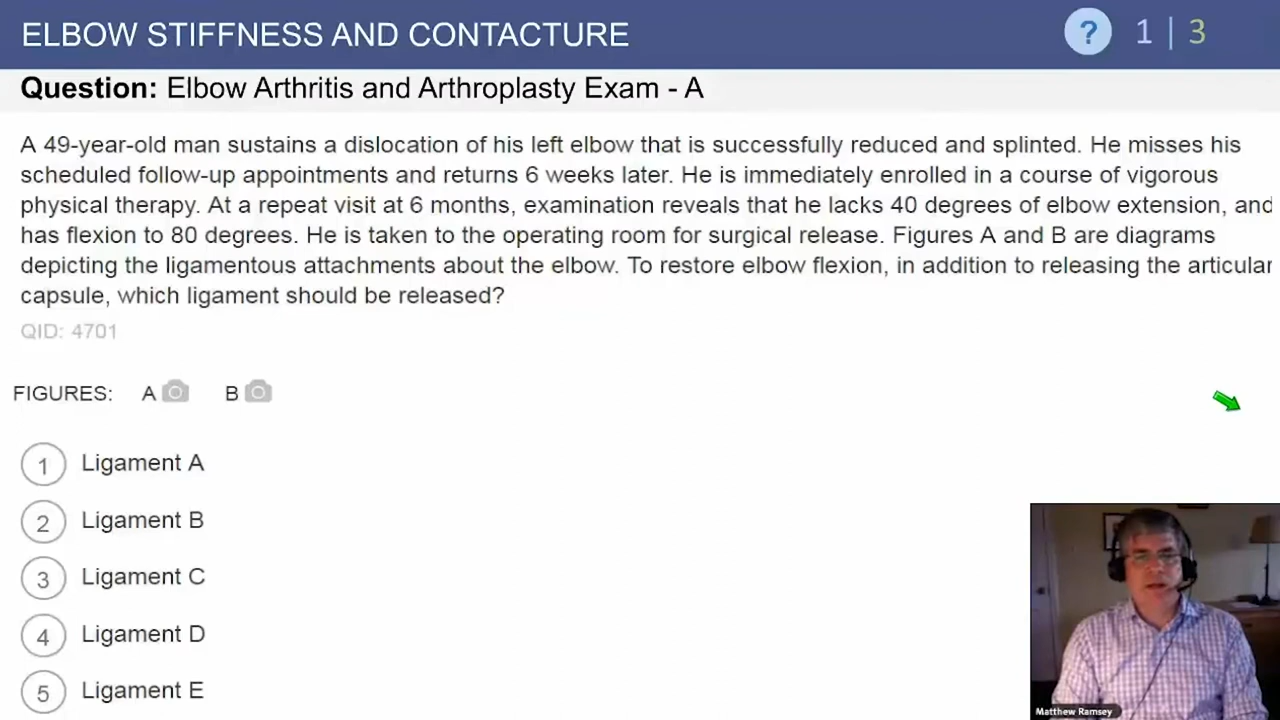 ELBOW STIFFNESS AND CONTACTURE
? 1 | 3
Question: Elbow Arthritis and Arthroplasty Exam - A
A 49-year-old man sustains a dislocation of his left elbow that is successfully reduced and splinted. He misses his
scheduled follow-up appointments and returns 6 weeks later. He is immediately enrolled in a course of vigorous
physical therapy. At a repeat visit at 6 months, examination reveals that he lacks 40 degrees of elbow extension, and
has flexion to 80 degrees. He is taken to the operating room for surgical release. Figures A and B are diagrams
depicting the ligamentous attachments about the elbow. To restore elbow flexion, in addition to releasing the articular
capsule, which ligament should be released?
QID: 4701
FIGURES: A B
1 Ligament A
2 Ligament B
3 Ligament C
4 Ligament D
5 Ligament E
Matthew Ramsey